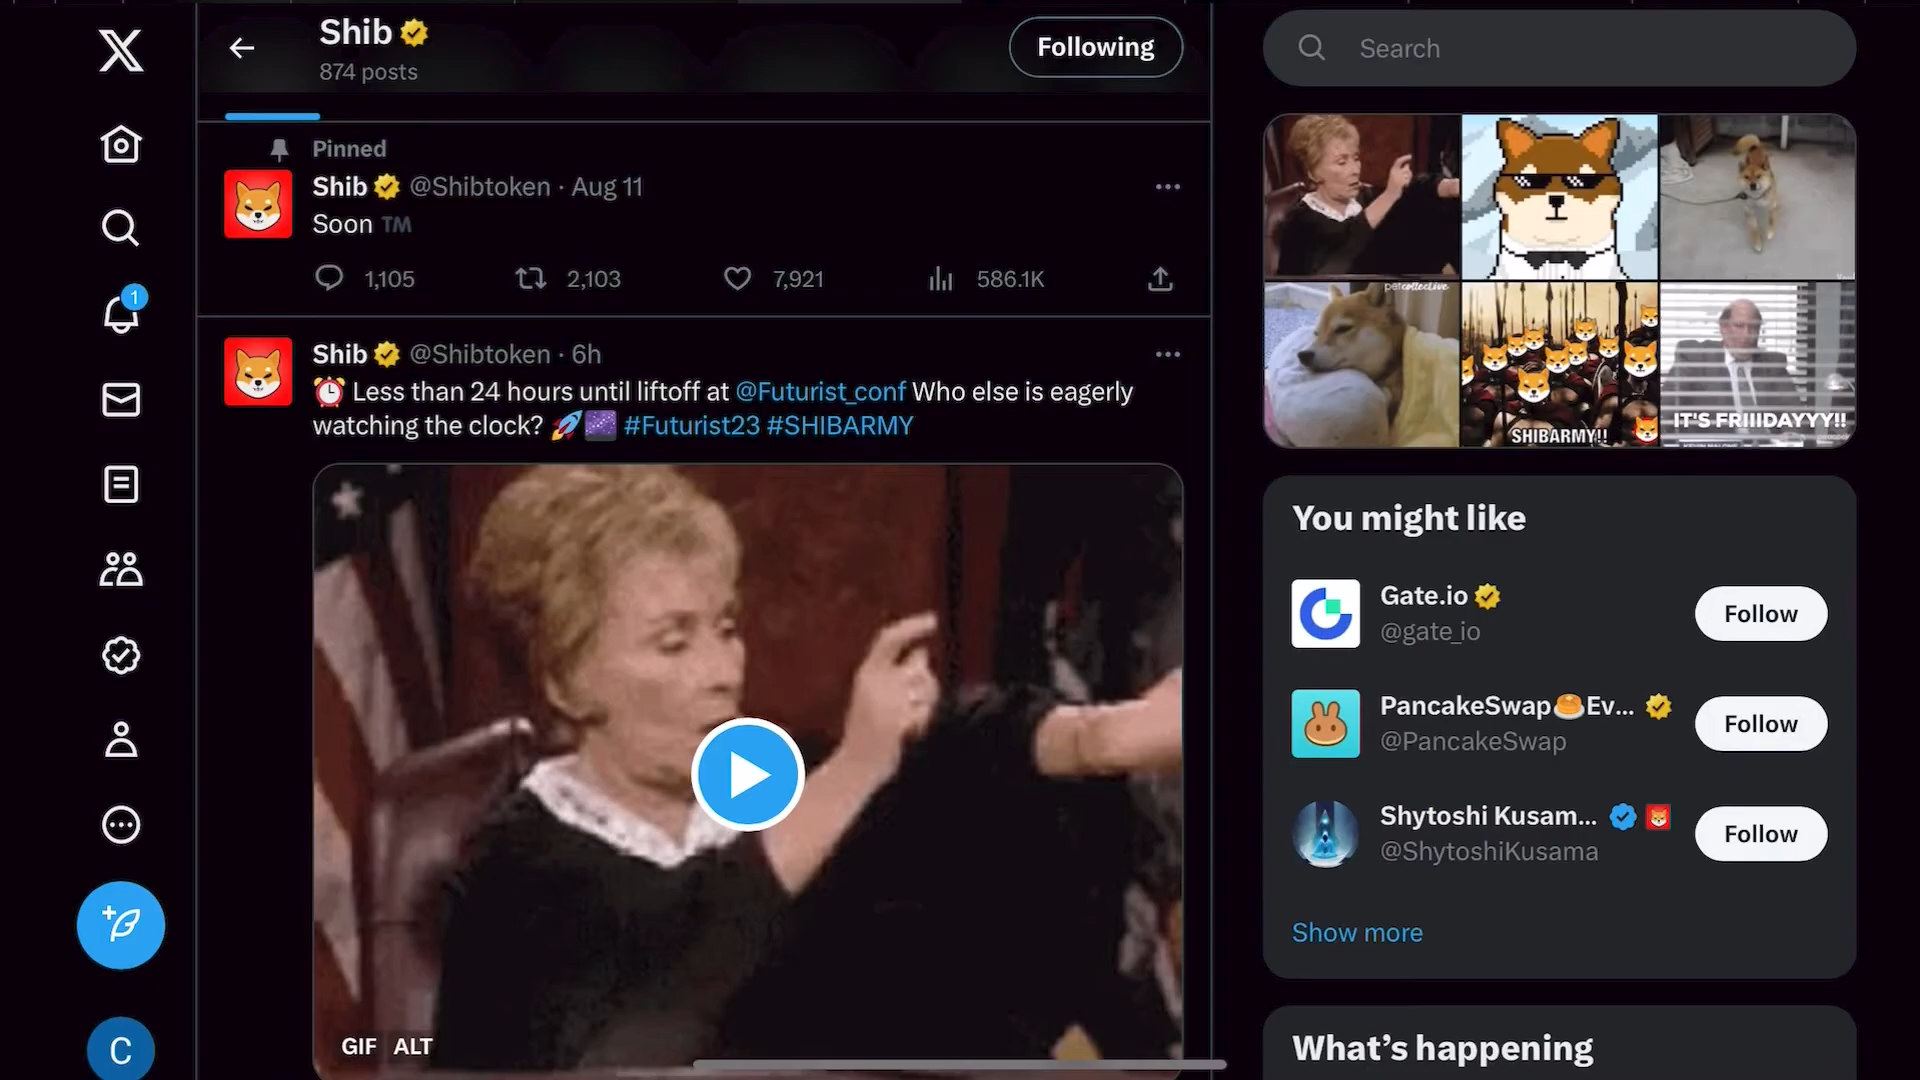 Shib
874 posts
Following
Search
Pinned
Shib @Shibtoken · Aug 11
Soon TM
1,105 2,103 7,921 586.1K
1
Shib @Shibtoken · 6h
Less than 24 hours until liftoff at @Futurist_conf Who else is eagerly
watching the clock? #Futurist23 #SHIBARMY
GIF ALT
C
petcollective
SHIBARMY!!
IT'S FRIIIDAYYY!!
You might like
Gate.io
@gate_io
Follow
PancakeSwap🥞Ev...
@PancakeSwap
Follow
Shytoshi Kusam...
@ShytoshiKusama
Follow
Show more
What's happening